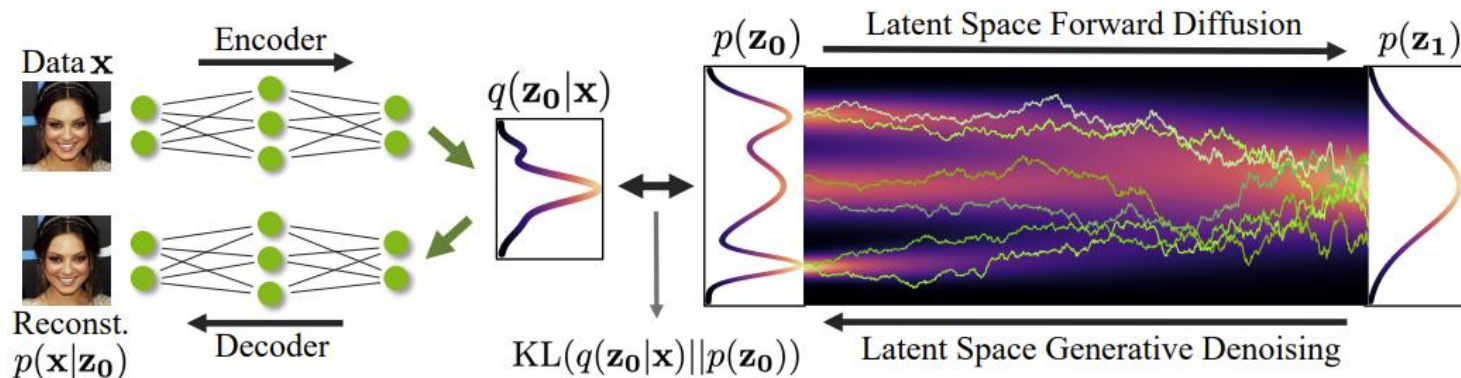 Data x
Encoder
q(z₀|x)
p(z₀)
Latent Space Forward Diffusion
p(z₁)
Reconst.
p(x|z₀)
Decoder
KL(q(z₀|x)||p(z₀))
Latent Space Generative Denoising